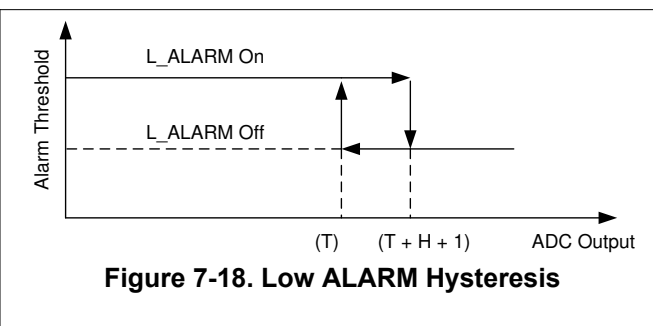 Alarm Threshold
L_ALARM On
L_ALARM Off
(T)
(T + H + 1)
ADC Output
Figure 7-18. Low ALARM Hysteresis